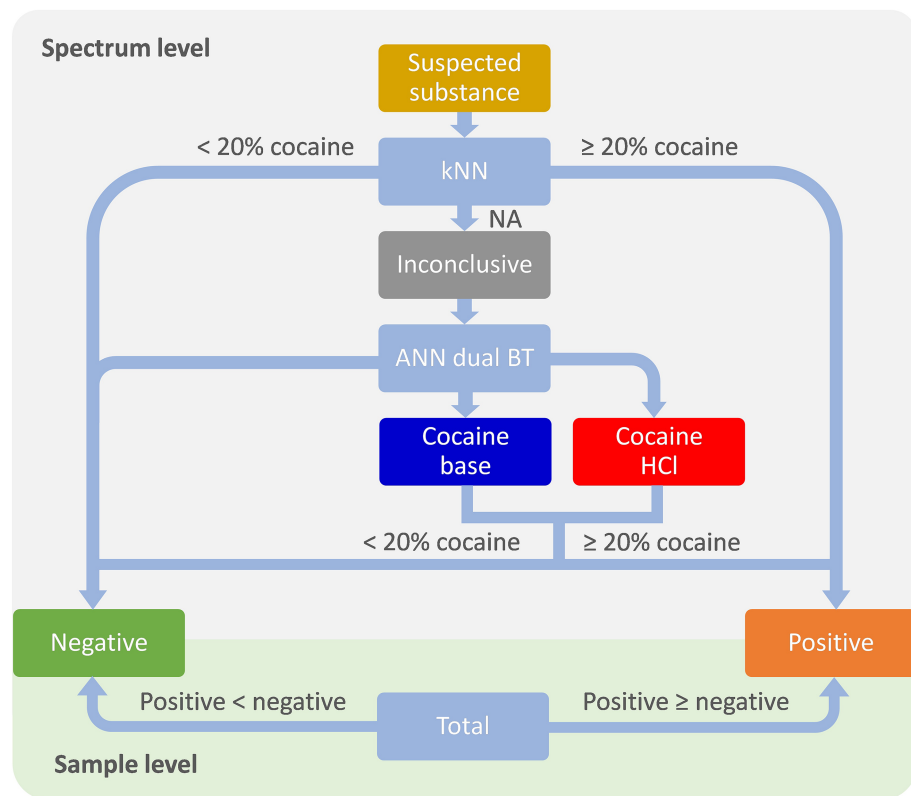 Spectrum level
Suspected
substance
< 20% cocaine
≥ 20% cocaine
kNN
NA
Inconclusive
ANN dual BT
Cocaine
base
Cocaine
HCl
< 20% cocaine
≥ 20% cocaine
Negative
Positive
Positive < negative
Positive ≥ negative
Total
Sample level